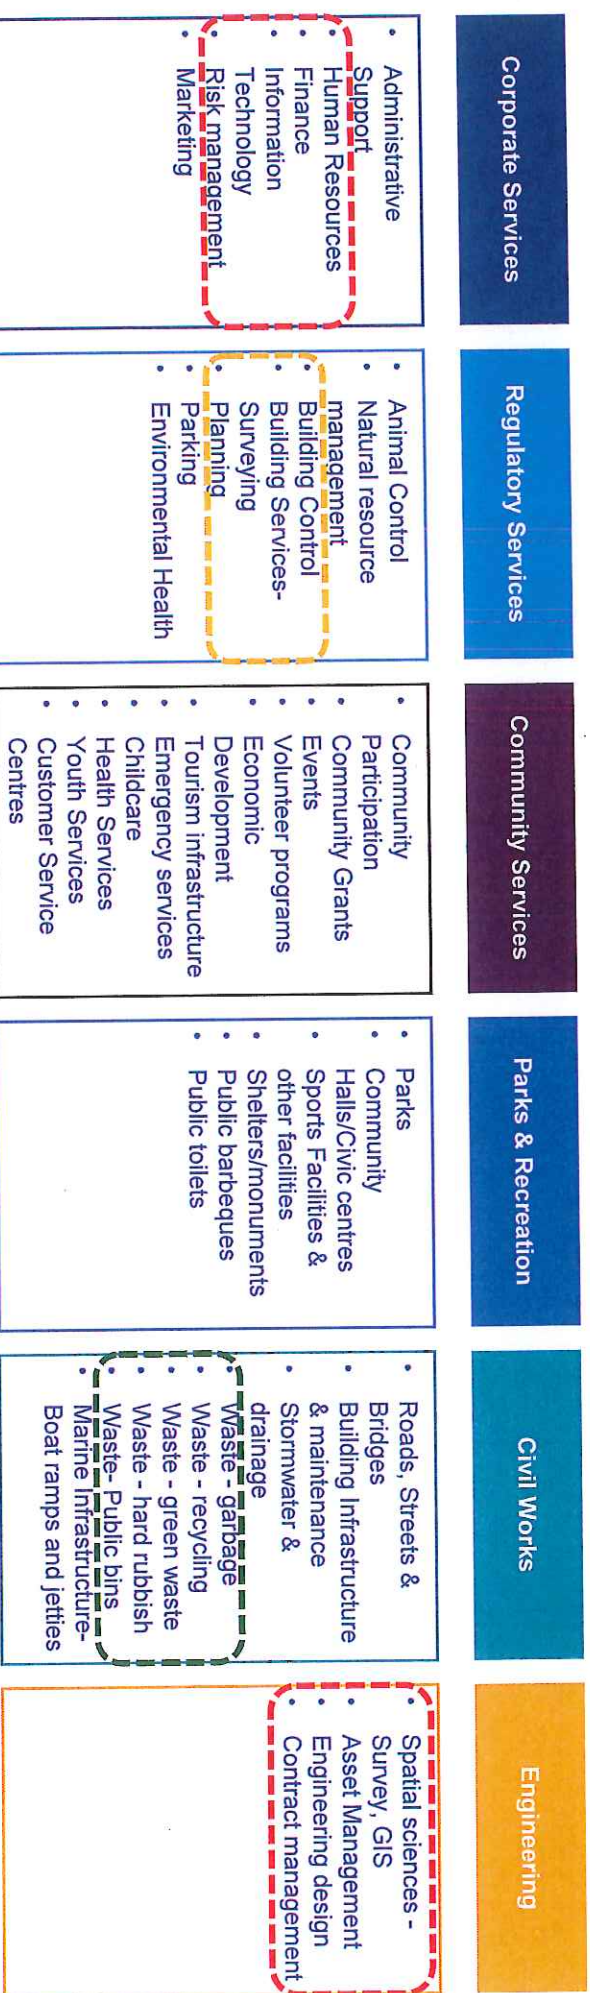 Corporate Services
• Administrative
Support
• Human Resources
• Finance
• Information
Technology
• Risk management
• Marketing
Regulatory Services
• Animal Control
• Natural resource
management
• Building Control
• Building Services-
Surveying
• Planning
• Parking
• Environmental Health
Community Services
• Community
Participation
• Community Grants
• Events
• Volunteer programs
• Economic
Development
• Tourism infrastructure
• Emergency services
• Childcare
• Health Services
• Youth Services
• Customer Service
Centres
Parks & Recreation
• Parks
• Community
Halls/Civic centres
• Sports Facilities &
other facilities
• Shelters/monuments
• Public barbeques
• Public toilets
Civil Works
• Roads, Streets &
Bridges
• Building Infrastructure
& maintenance
• Stormwater &
drainage
• Waste - garbage
• Waste - recycling
• Waste - green waste
• Waste - hard rubbish
• Waste- Public bins
• Marine Infrastructure-
Boat ramps and jetties
Engineering
• Spatial sciences -
Survey, GIS
• Asset Management
• Engineering design
• Contract management